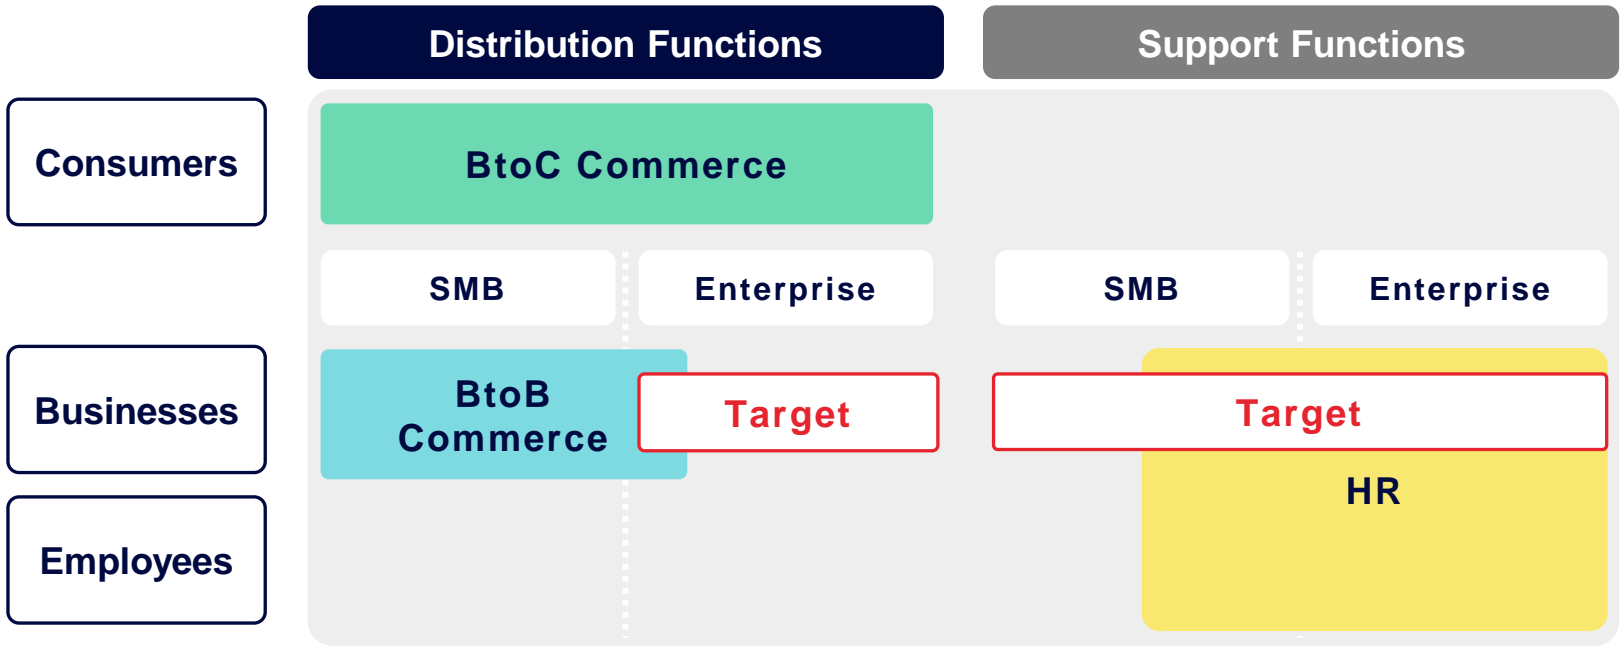 Distribution Functions
Support Functions
Consumers
BtoC Commerce
SMB
Enterprise
SMB
Enterprise
Businesses
BtoB
Commerce
Target
Target
HR
Employees